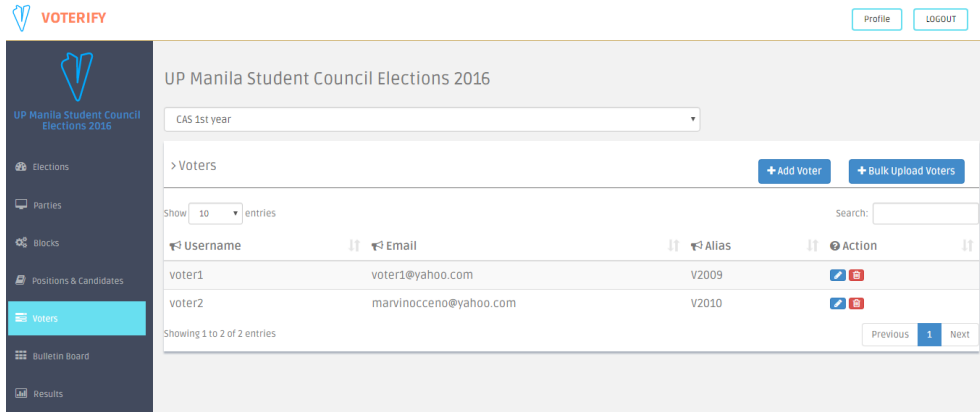 VOTERIFY
Profile
LOGOUT
UP Manila Student Council
Elections 2016
Elections
Parties
Blocks
Positions & Candidates
Voters
Bulletin Board
Results
UP Manila Student Council Elections 2016
CAS 1st year
> Voters
+ Add Voter
+ Bulk Upload Voters
Show 10 entries
Search:
Username Email Alias Action
voter1 voter1@yahoo.com V2009
voter2 marvinocceno@yahoo.com V2010
Showing 1 to 2 of 2 entries
Previous 1 Next